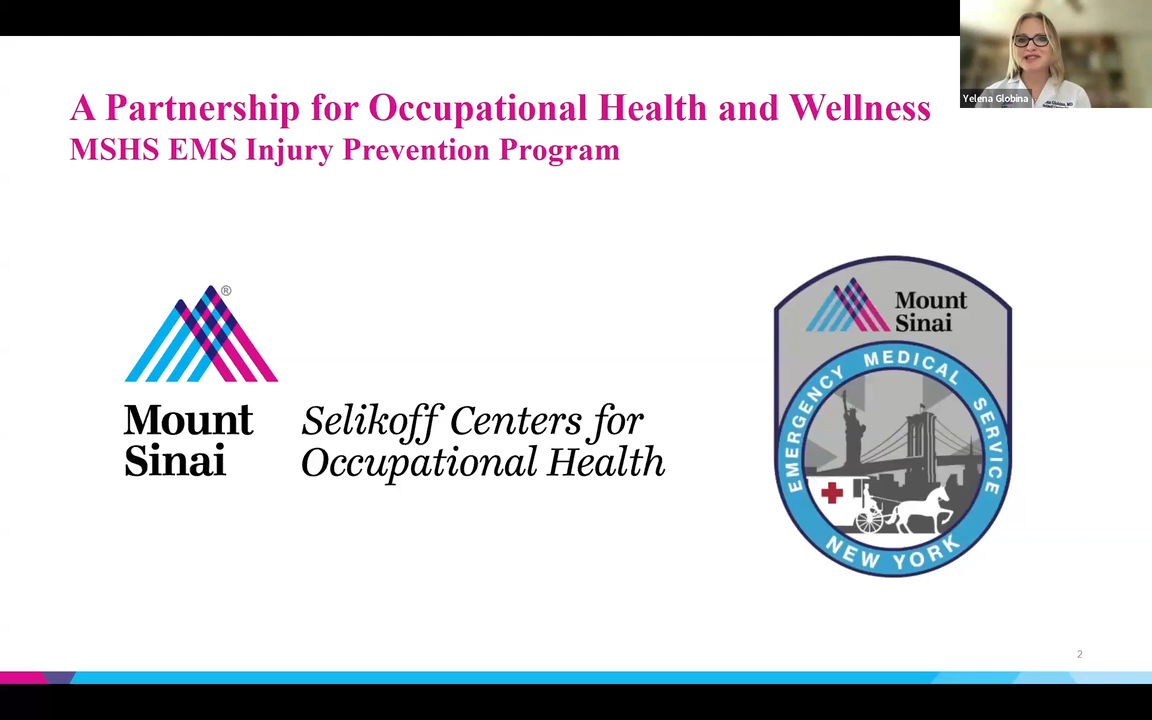 A Partnership for Occupational Health and Wellness
MSHS EMS Injury Prevention Program
Yelena Globina
®
Mount
Sinai
Selikoff Centers for
Occupational Health
Mount
Sinai
EMERGENCY MEDICAL SERVICE
NEW YORK
2